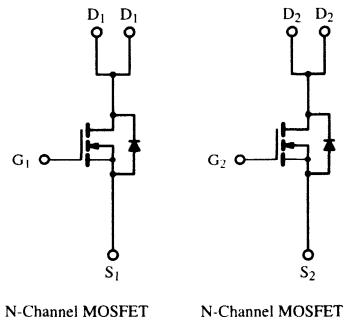 D1 D1 D2 D2
G1 G2
S1 S2
N-Channel MOSFET N-Channel MOSFET